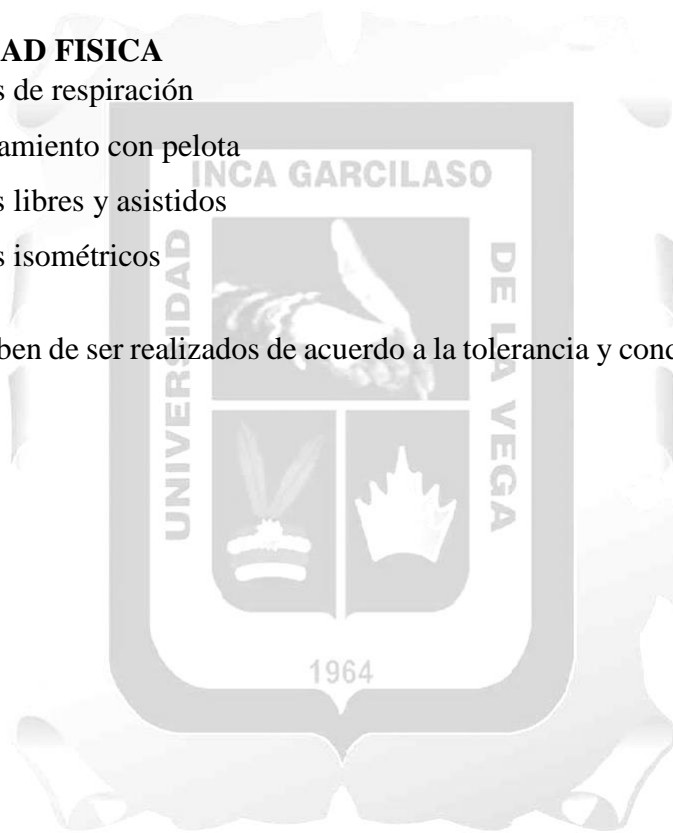 AD FISICA
s de respiración
amiento con pelota
s libres y asistidos
s isométricos
ben de ser realizados de acuerdo a la tolerancia y cond
INCA GARCILASO
UNIVERSIDAD
DE LA VEGA
1964